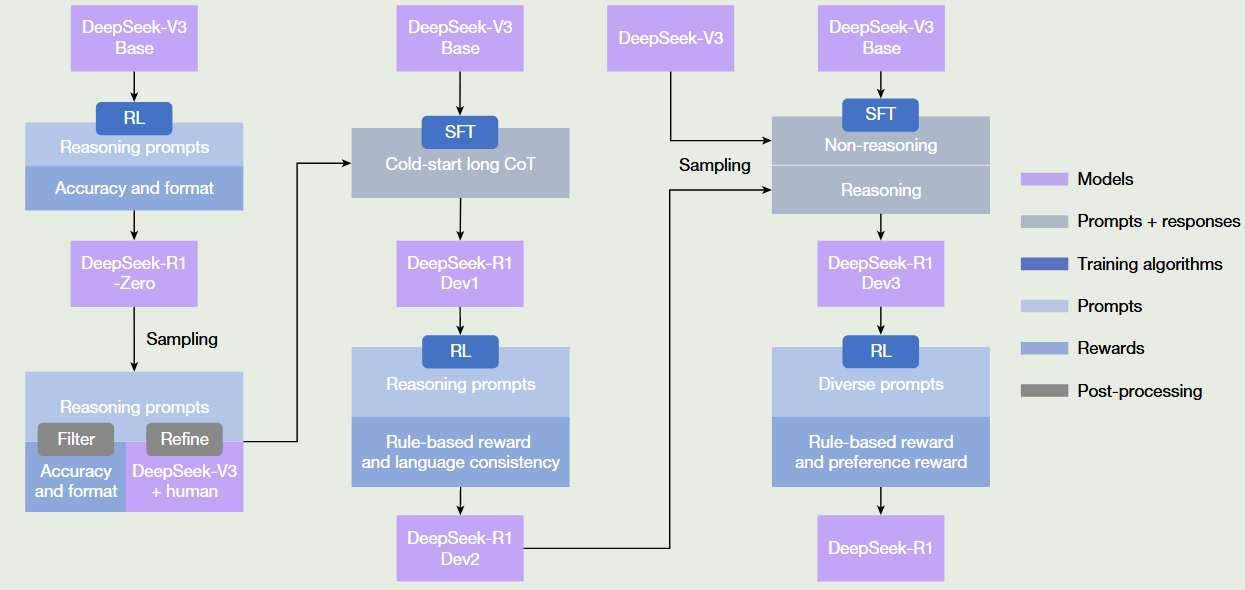 DeepSeek-V3
Base
RL
Reasoning prompts
Accuracy and format
DeepSeek-R1
-Zero
Sampling
Reasoning prompts
Filter
Refine
Accuracy
and format
DeepSeek-V3
+ human
DeepSeek-V3
Base
SFT
Cold-start long CoT
DeepSeek-R1
Dev1
RL
Reasoning prompts
Rule-based reward
and language consistency
DeepSeek-R1
Dev2
DeepSeek-V3
Sampling
DeepSeek-V3
Base
SFT
Non-reasoning
Reasoning
DeepSeek-R1
Dev3
RL
Diverse prompts
Rule-based reward
and preference reward
DeepSeek-R1
Models
Prompts + responses
Training algorithms
Prompts
Rewards
Post-processing